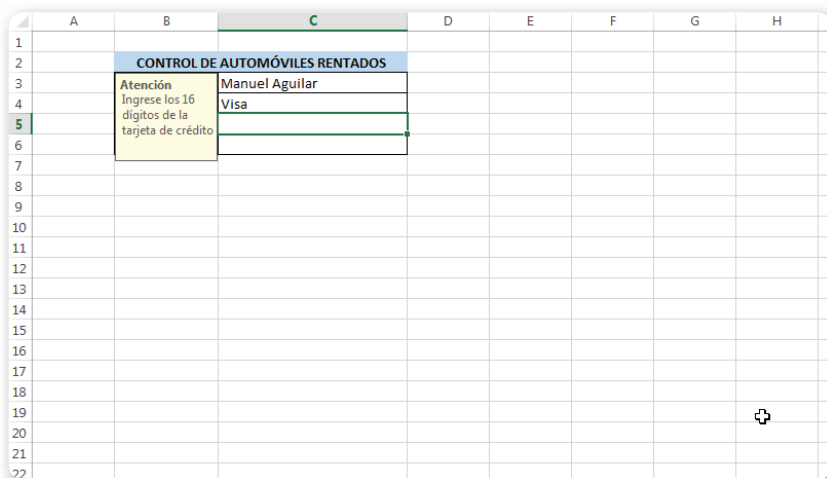 A B C D E F G H
1
2 CONTROL DE AUTOMÓVILES RENTADOS
3 Atención Manuel Aguilar
Ingrese los 16
4 Visa
dígitos de la
5 tarjeta de crédito
6
7
8
9
10
11
12
13
14
15
16
17
18
19
20
21
22